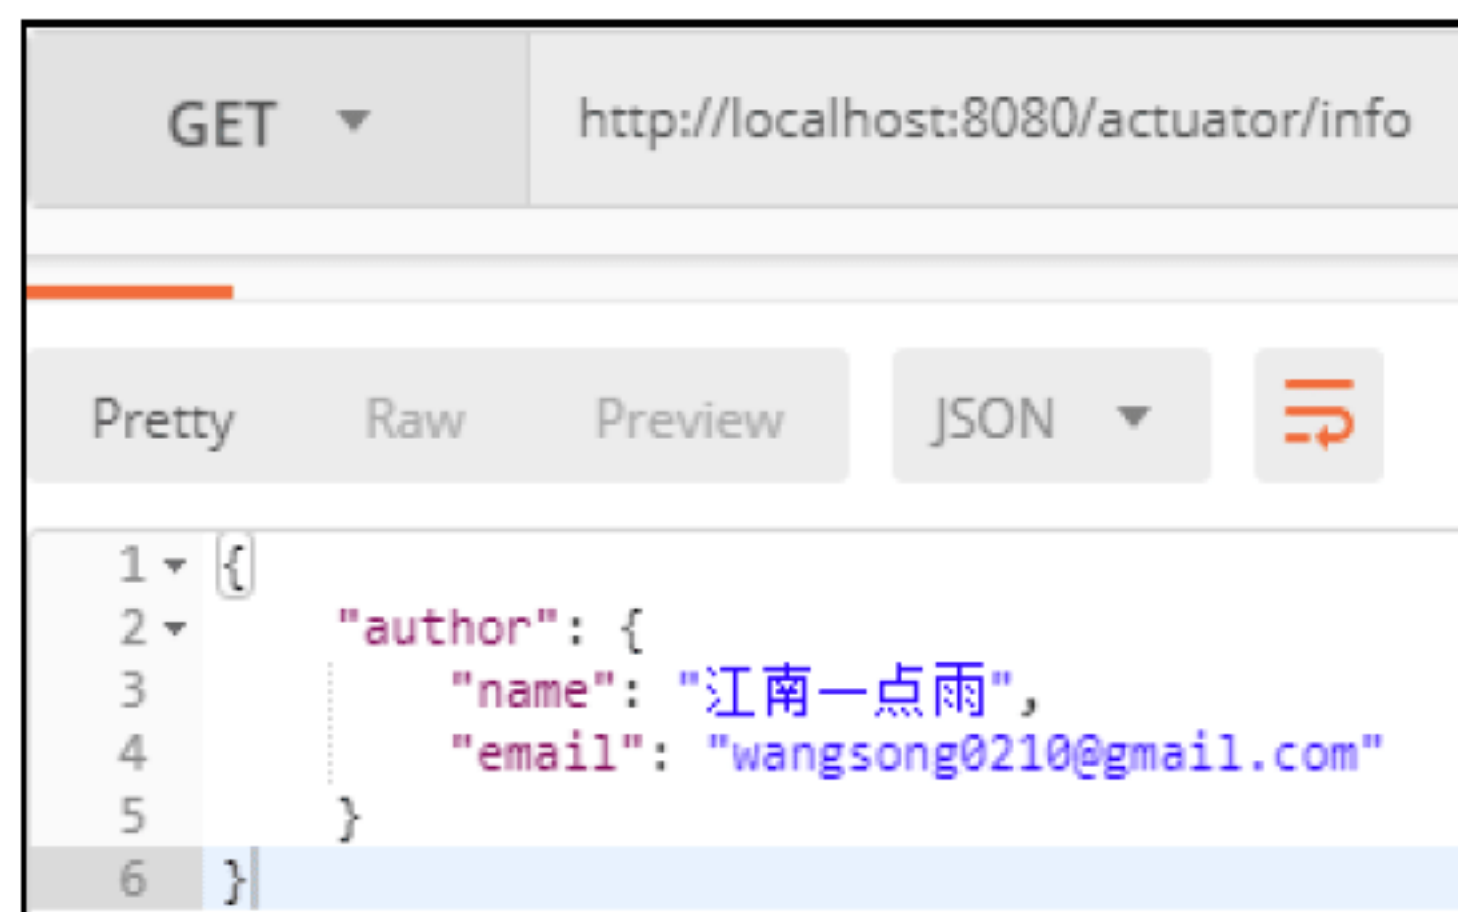 GET http://localhost:8080/actuator/info
Pretty Raw Preview JSON
1 {
2 "author": {
3 "name": "江南一点雨",
4 "email": "wangsong0210@gmail.com"
5 }
6 }